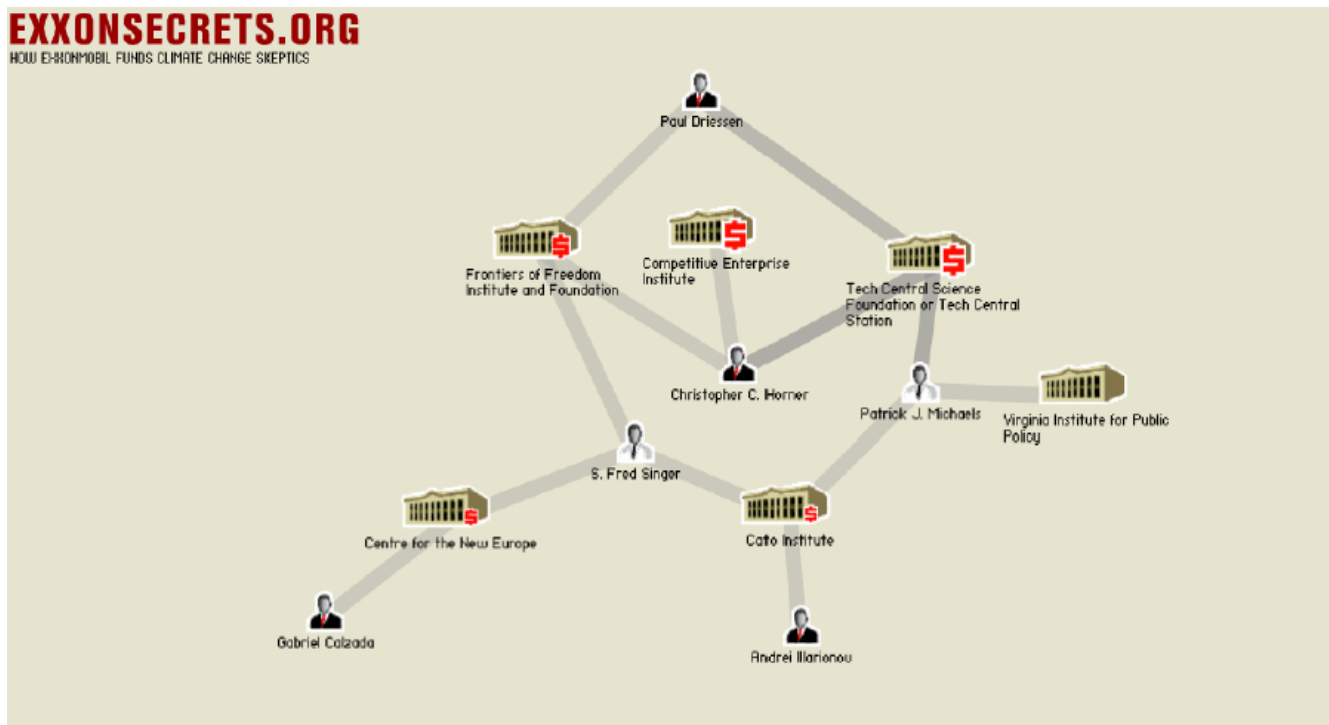 EXXONSECRETS.ORG
HOW EXXONMOBIL FUNDS CLIMATE CHANGE SKEPTICS
Paul Driessen
Frontiers of Freedom
Institute and Foundation
Competitive Enterprise
Institute
Tech Central Science
Foundation or Tech Central
Station
Christopher C. Horner
Patrick J. Michaels
Virginia Institute for Public
Policy
S. Fred Singer
Centre for the New Europe
Cato Institute
Gabriel Calzada
Andrei Illarionov